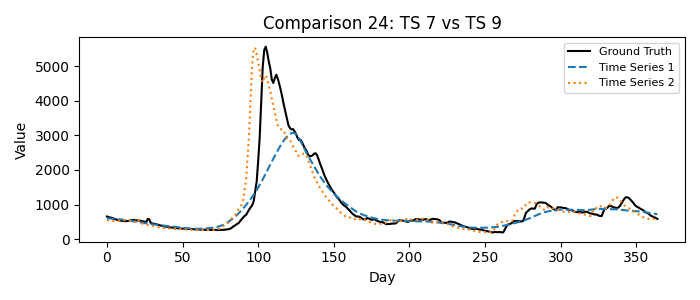 Comparison 24: TS 7 vs TS 9
Ground Truth
Time Series 1
Time Series 2
Value
5000
4000
3000
2000
1000
0
0 50 100 150 200 250 300 350
Day